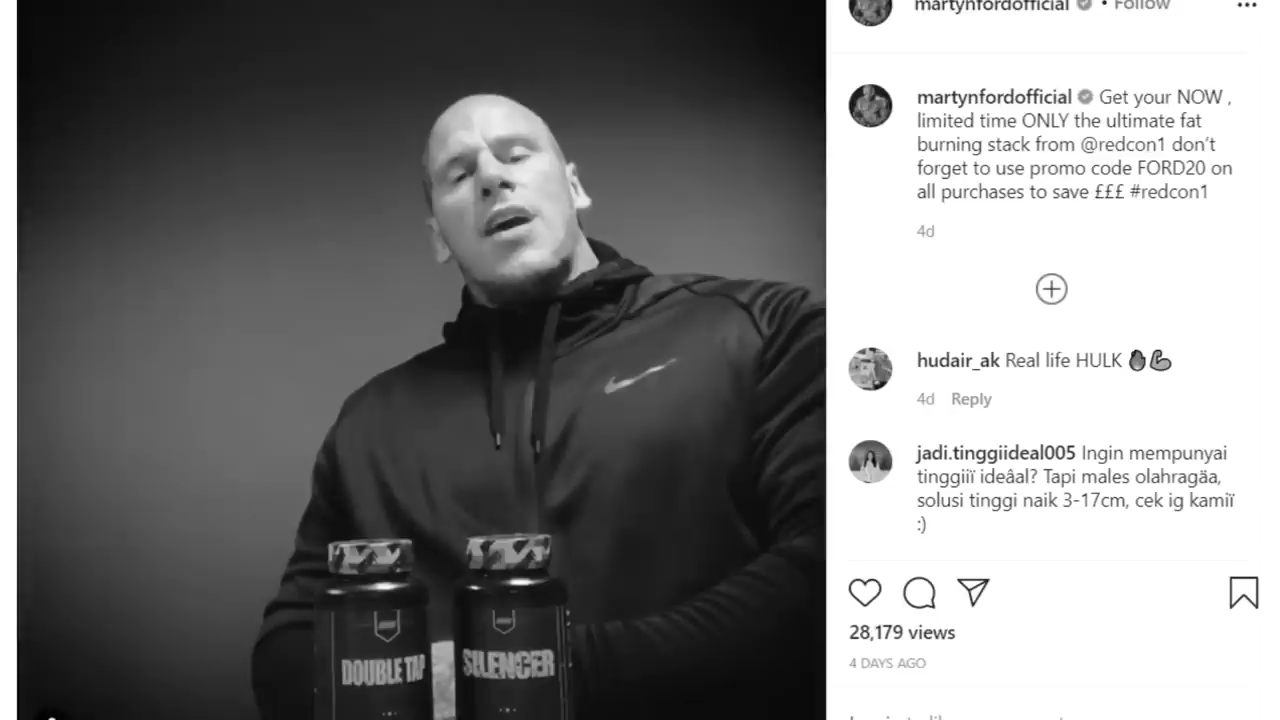 martynfordofficial • Follow
martynfordofficial Get your NOW ,
limited time ONLY the ultimate fat
burning stack from @redcon1 don't
forget to use promo code FORD20 on
all purchases to save £££ #redcon1
4d
hudair_ak Real life HULK
4d Reply
jadi.tinggiideal005 Ingin mempunyai
tinggiiï ideâal? Tapi males olahragäa,
solusi tinggi naik 3-17cm, cek ig kamiï
:)
28,179 views
4 DAYS AGO
DOUBLE TAP
SILENCER